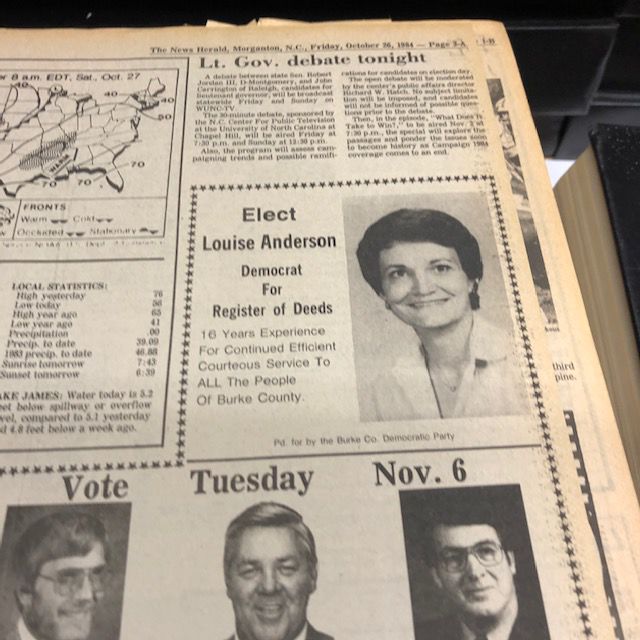 The News Herald, Morganton, N.C., Friday, October 26, 1984 — Page 3-A
1-B
Lt. Gov. debate tonight
A debate between state Sen. Robert
Jordan III, D-Montgomery, and John
Carrington of Raleigh, candidates for
lieutenant governor, will be broadcast
statewide Friday and Sunday on
WUNC-TV.
The 30-minute debate, sponsored by
the N.C. Center For Public Television
at the University of North Carolina at
Chapel Hill, will be aired Friday at
7:30 p.m. and Sunday at 12:30 p.m.
Also, the program will assess cam-
paigning trends and possible ramifi-
cations for candidates on election day.
The open debate will be moderated
by the center's public affairs director
Richard W. Hatch. No subject limita-
tion will be imposed, and candidates
will not be informed of possible ques-
tions prior to the debate.
Then, in the episode, "What Does It
Take to Win?," to be aired Nov. 2 at
7:30 p.m., the special will explore the
passages and ponder the issues soon
to become history as Campaign 1984
coverage comes to an end.
8 a.m. EDT, Sat., Oct. 27
40
40
50
70
70
70
WARM
FRONTS:
Warm Cold
Occluded Stationary
LOCAL STATISTICS:
High yesterday 76
Low today 56
High year ago 65
Low year ago 41
Precipitation .00
Precip. to date 39.09
1983 precip. to date 46.88
Sunrise tomorrow 7:43
Sunset tomorrow 6:39
AKE JAMES: Water today is 5.2
eet below spillway or overflow
vel, compared to 5.1 yesterday
d 4.8 feet below a week ago.
Elect
Louise Anderson
Democrat
For
Register of Deeds
16 Years Experience
For Continued Efficient
Courteous Service To
ALL The People
Of Burke County.
Pd. for by the Burke Co. Democratic Party
third
pine.
Vote Tuesday Nov. 6